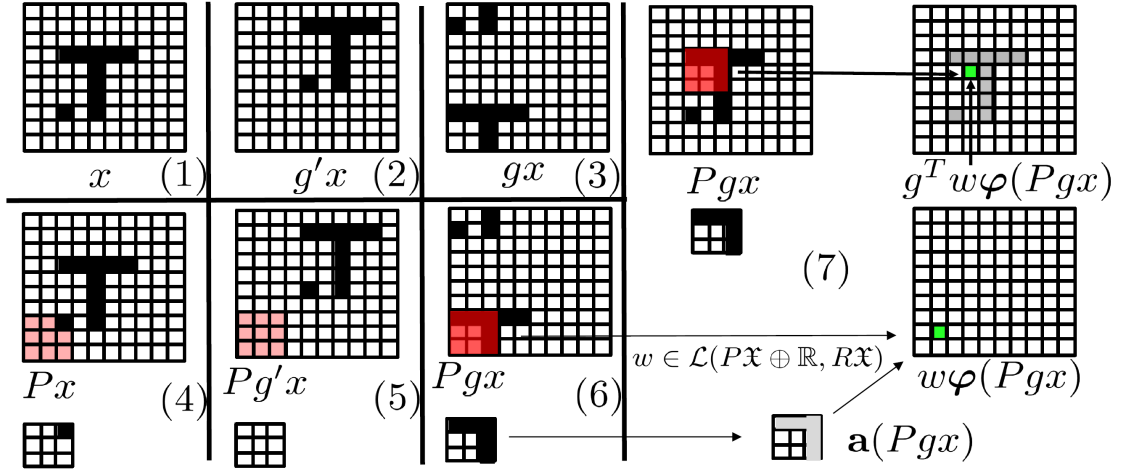 x (1)
g'x (2)
gx (3)
Pgx
g^T wφ(Pgx)
Px (4)
Pg'x (5)
Pgx (6)
(7)
w ∈ ℒ(P𝔛 ⊕ ℝ, R𝔛)
wφ(Pgx)
a(Pgx)